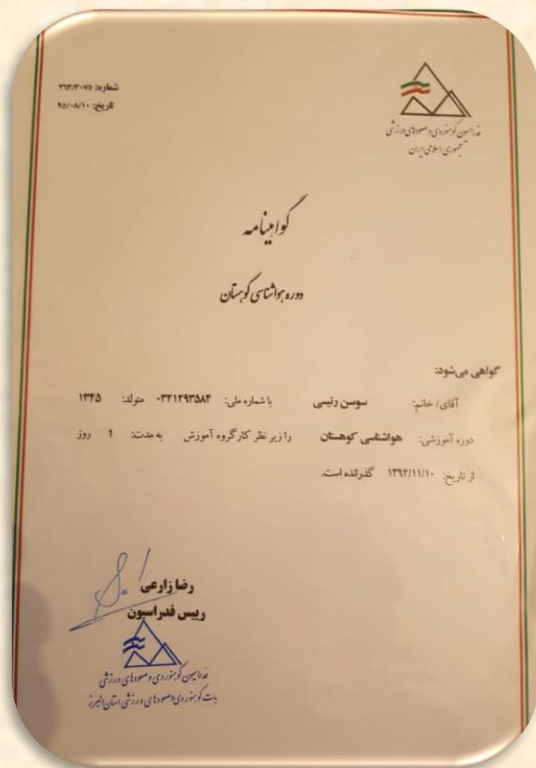 شماره: ۲۶۳/۳۰۷۵
تاریخ: ۹۵/۰۸/۱۰
فدراسیون کوهنوردی و صعودهای ورزشی
جمهوری اسلامی ایران
گواهینامه
دوره هواشناسی کوهستان
گواهی می‌شود:
آقای/ خانم: سوسن رئیسی با شماره ملی: ۰۳۲۱۲۹۳۵۸۴ متولد: ۱۳۴۵
دوره آموزشی: هواشناسی کوهستان را زیر نظر کارگروه آموزش به مدت: ۱ روز
از تاریخ: ۱۳۹۲/۱۱/۱۰ گذرانده است.
رضا زارعی
رییس فدراسیون
فدراسیون کوهنوردی و صعودهای ورزشی
کوهنوردی و صعودهای ورزشی استان البرز